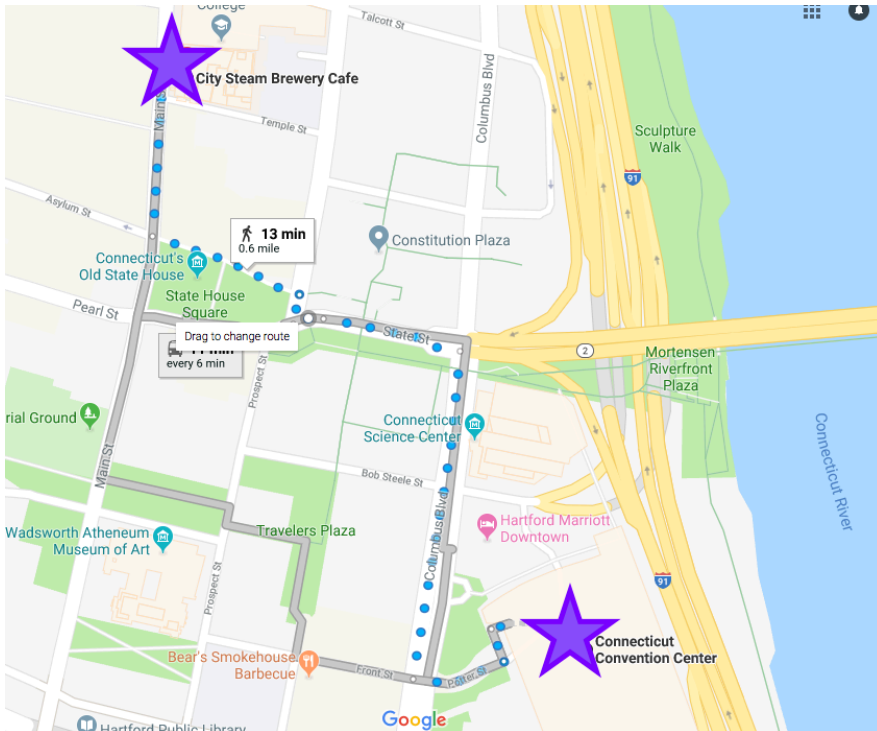 College
Talcott St
City Steam Brewery Cafe
Main St
Columbus Blvd
Temple St
Sculpture
Walk
91
Asylum St
13 min
0.6 mile
Constitution Plaza
Connecticut's
Old State House
State House
Square
Pearl St
Drag to change route
State St
every 6 min
2
Mortensen
Riverfront
Plaza
Prospect St
rial Ground
Connecticut
Science Center
Connecticut River
Main St
Bob Steele St
Hartford Marriott
Downtown
Travelers Plaza
Wadsworth Atheneum
Museum of Art
Columbus Blvd
Prospect St
91
Connecticut
Convention Center
Bear's Smokehouse
Barbecue
Front St
Potter
Google
Hartford Public Library